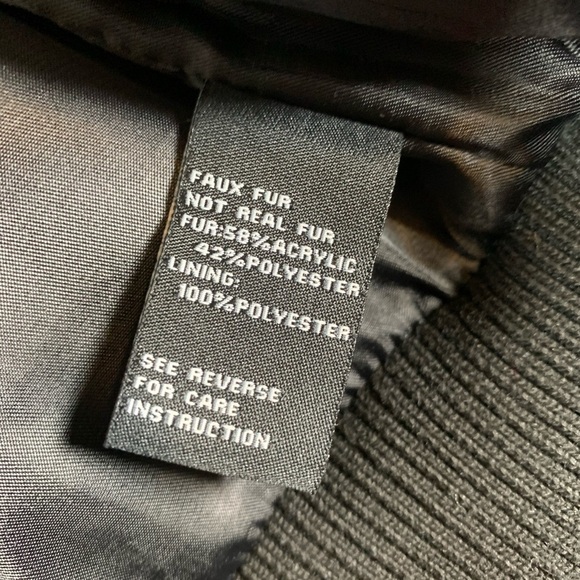 FAUX FUR
NOT REAL FUR
FUR:58%ACRYLIC
42%POLYESTER
LINING:
100%POLYESTER
SEE REVERSE
FOR CARE
INSTRUCTION